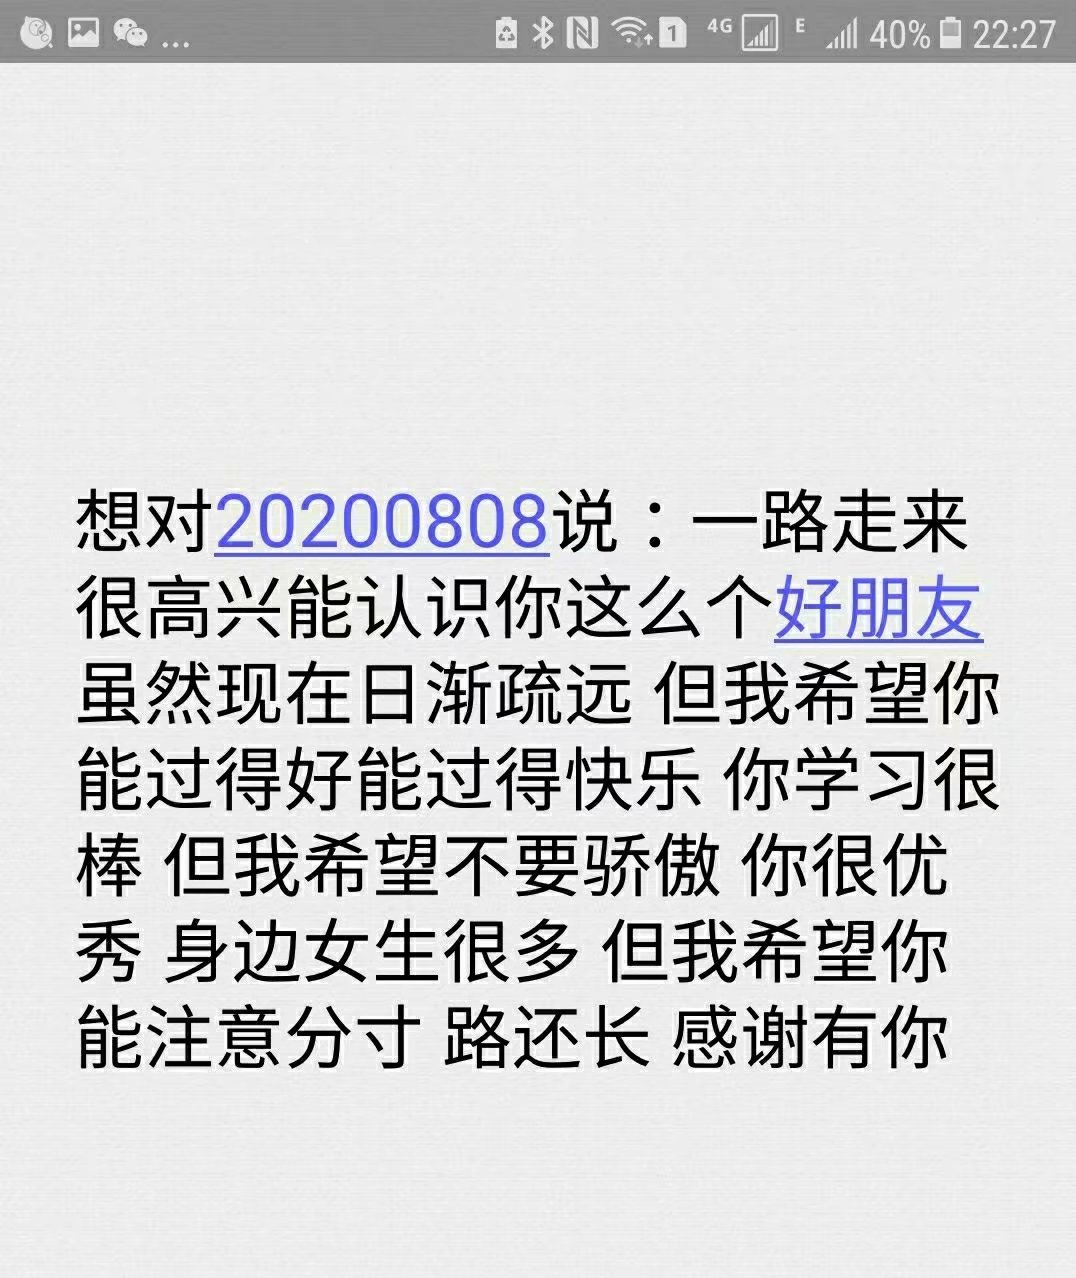 ... 4G E 40% 22:27
想对20200808说：一路走来
很高兴能认识你这么个好朋友
虽然现在日渐疏远 但我希望你
能过得好能过得快乐 你学习很
棒 但我希望不要骄傲 你很优
秀 身边女生很多 但我希望你
能注意分寸 路还长 感谢有你